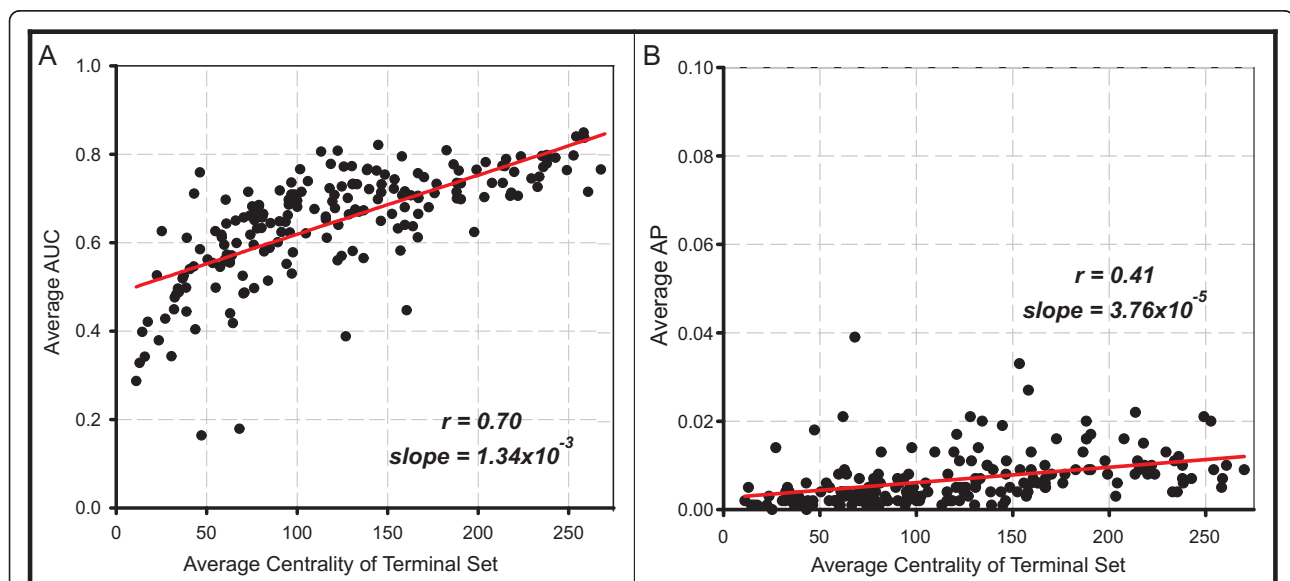 A
1.0
0.8
0.6
0.4
0.2
0.0
Average AUC
r = 0.70
slope = 1.34x10⁻³
0 50 100 150 200 250
Average Centrality of Terminal Set
B
0.10
0.08
0.06
0.04
0.02
0.00
Average AP
r = 0.41
slope = 3.76x10⁻⁵
0 50 100 150 200 250
Average Centrality of Terminal Set